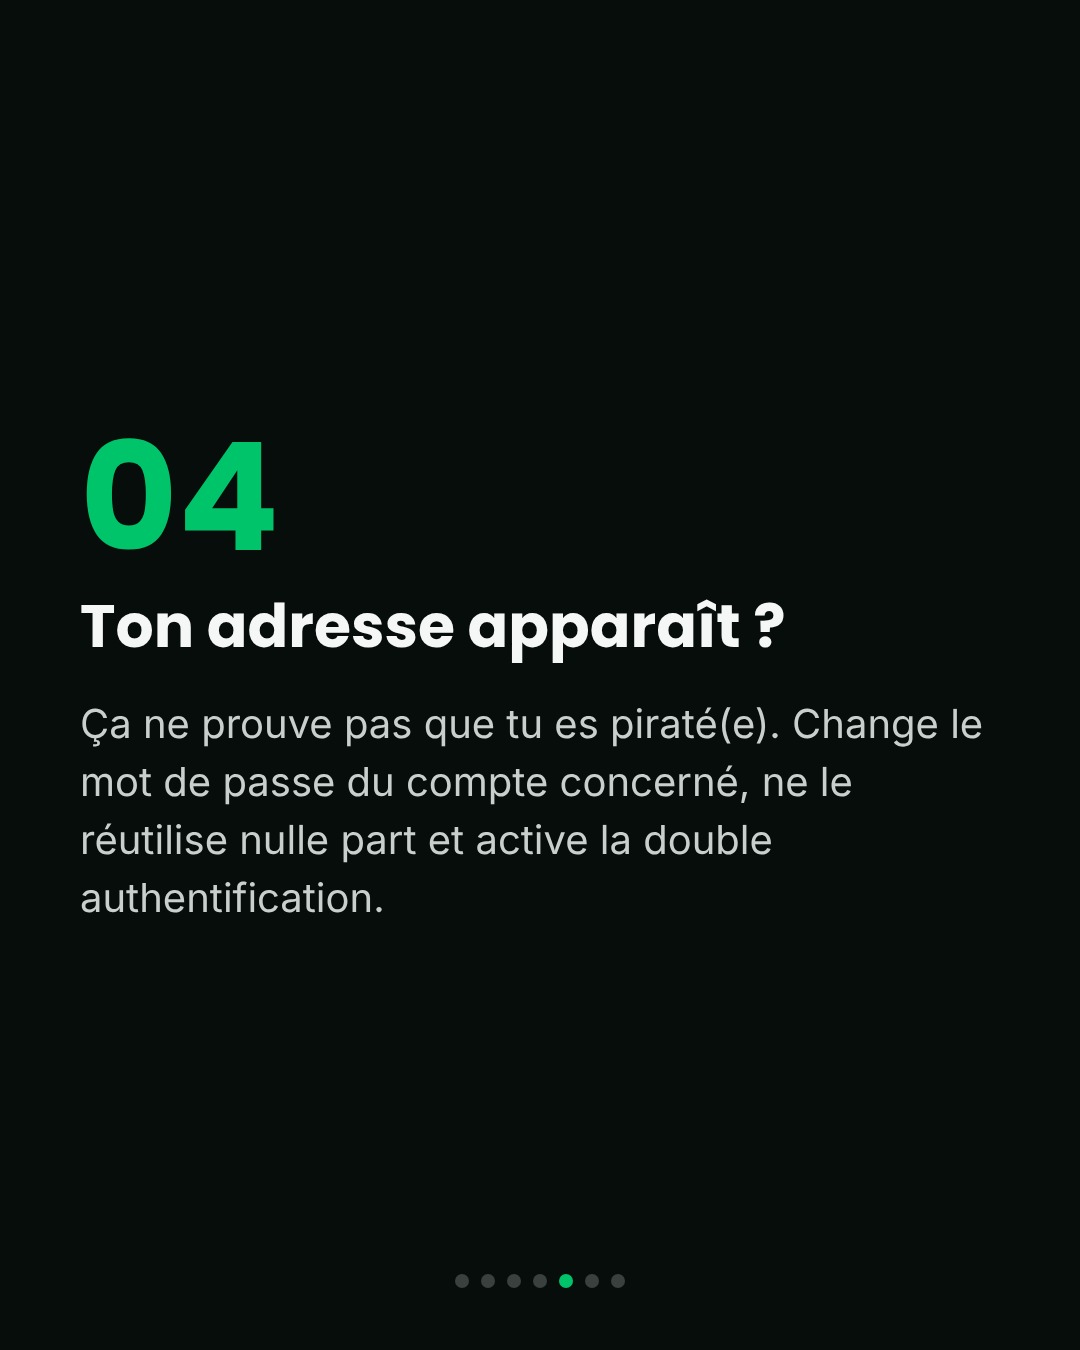 04
Ton adresse apparaît ?
Ça ne prouve pas que tu es piraté(e). Change le
mot de passe du compte concerné, ne le
réutilise nulle part et active la double
authentification.